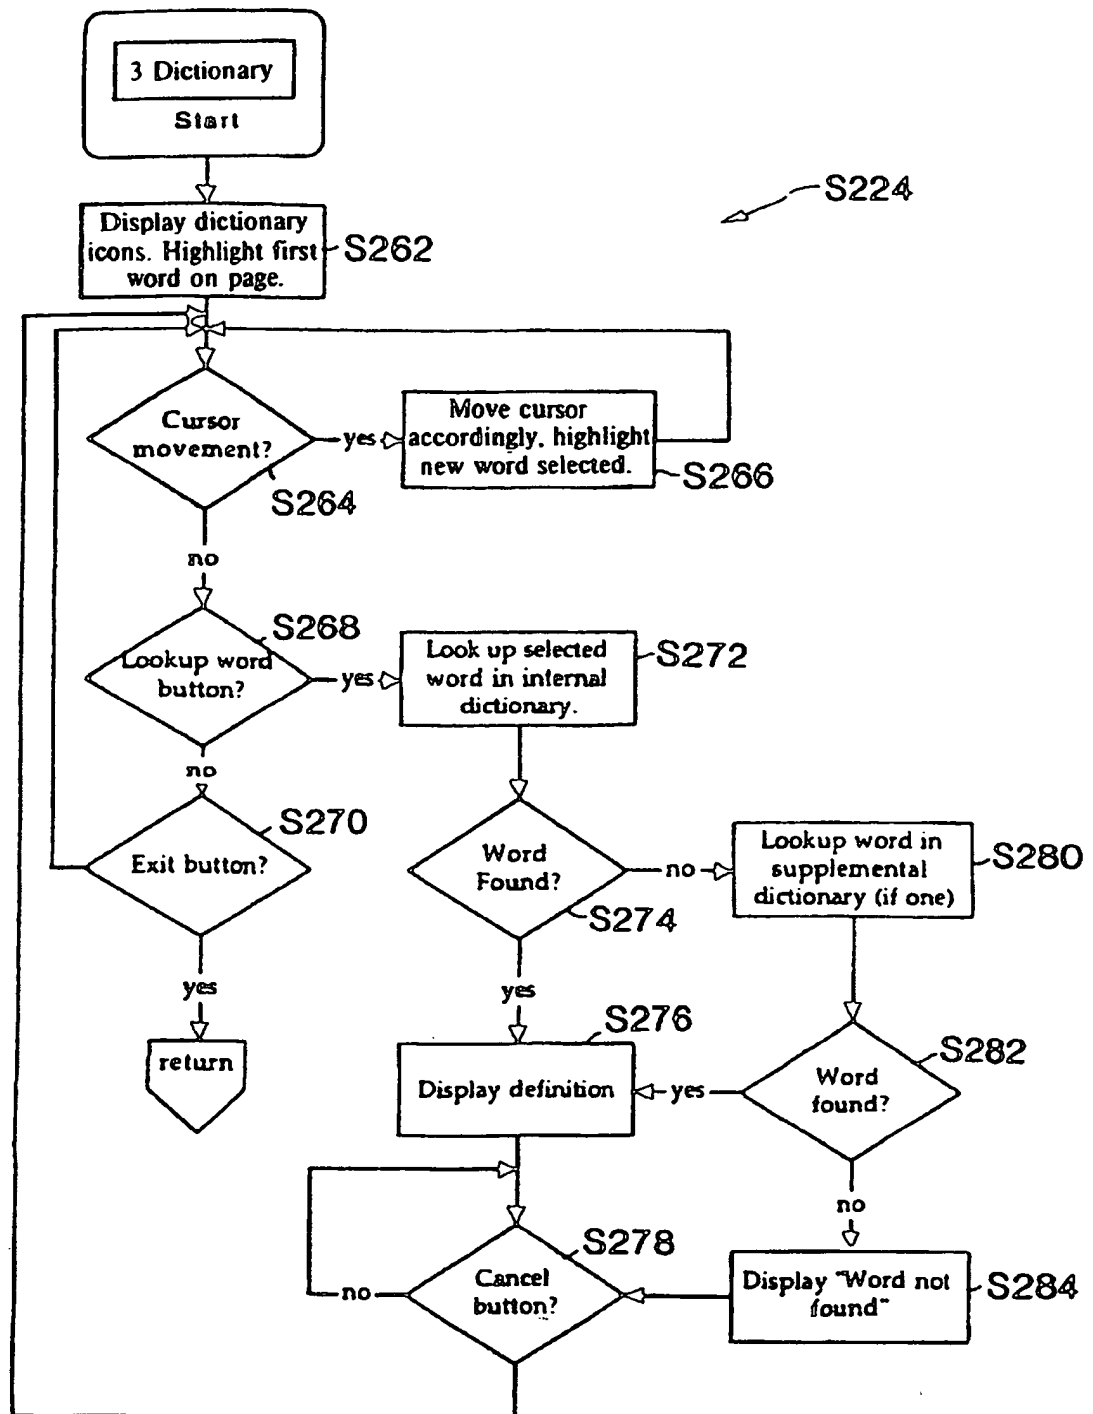 3 Dictionary
Start
S224
Display dictionary
icons. Highlight first
word on page.
S262
Cursor
movement?
S264
yes
Move cursor
accordingly, highlight
new word selected.
S266
no
Lookup word
button?
S268
yes
Look up selected
word in internal
dictionary.
S272
no
Exit button?
S270
Word
Found?
S274
no
Lookup word in
supplemental
dictionary (if one)
S280
yes
return
yes
Display definition
S276
yes
Word
found?
S282
no
Cancel
button?
S278
no
Display "Word not
found"
S284